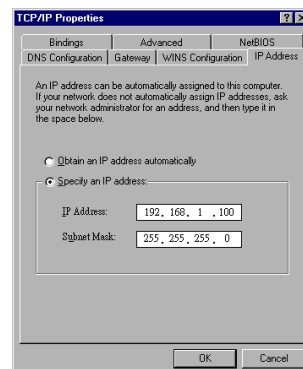 TCP/IP Properties
Bindings Advanced NetBIOS
DNS Configuration Gateway WINS Configuration IP Address
An IP address can be automatically assigned to this computer.
If your network does not automatically assign IP addresses, ask
your network administrator for an address, and then type it in
the space below.
Obtain an IP address automatically
Specify an IP address:
IP Address: 192. 168. 1 .100
Subnet Mask: 255. 255. 255. 0
OK Cancel